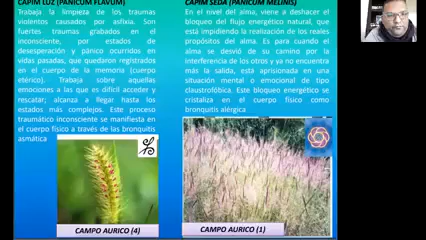 CAPIM LUZ (PANICUM FLAVUM)
Trabaja la limpieza de los traumas
violentos causados por asfixia. Son
fuertes traumas grabados en el
inconsciente, por estados de
desesperación y pánico ocurridos en
vidas pasadas, que quedaron registrados
en el cuerpo de la memoria (cuerpo
etérico). Trabaja sobre aquellas
emociones a las que es difícil acceder y
rescatar; alcanza a llegar hasta los
estados más complejos. Este proceso
traumático inconsciente se manifiesta en
el cuerpo físico a través de las bronquitis
asmática
CAMPO AURICO (4)
CAPIM SEDA (PANICUM MELINIS)
En el nivel del alma, viene a deshacer el
bloqueo del flujo energético natural, que
está impidiendo la realización de los reales
propósitos del alma. Es para cuando el
alma se desvió de su camino por la
interferencia de los otros y ya no encuentra
más la salida, está aprisionada en una
situación mental o emocional de tipo
claustrofóbica. Este bloqueo energético se
cristaliza en el cuerpo físico como
bronquitis alérgica
CAMPO AURICO (1)